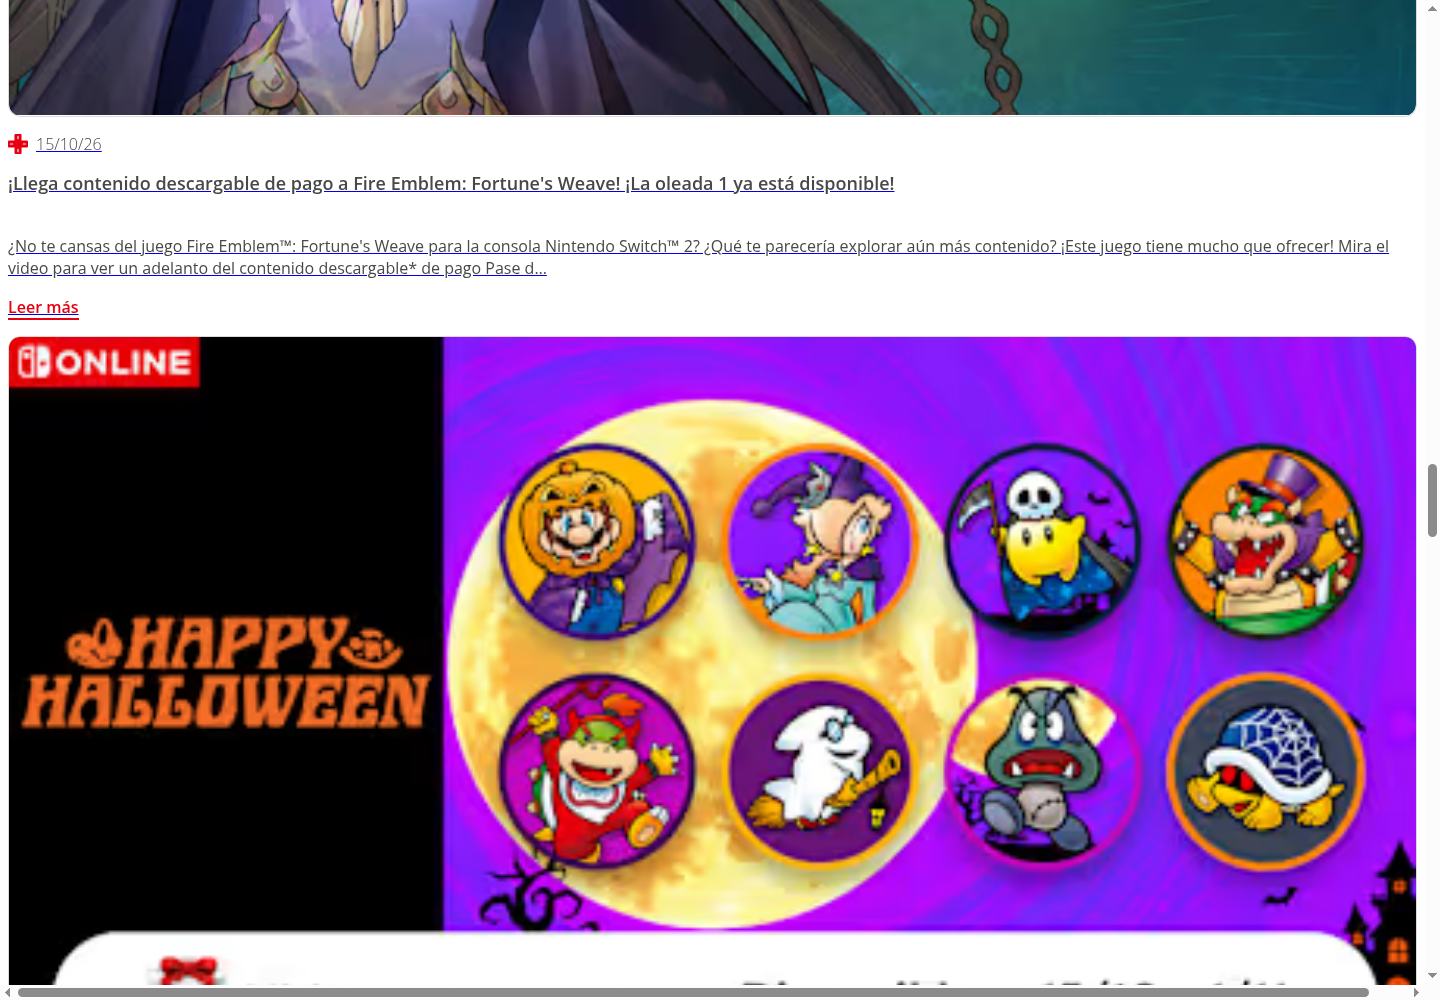 15/10/26
¡Llega contenido descargable de pago a Fire Emblem: Fortune's Weave! ¡La oleada 1 ya está disponible!
¿No te cansas del juego Fire Emblem™: Fortune's Weave para la consola Nintendo Switch™ 2? ¿Qué te parecería explorar aún más contenido? ¡Este juego tiene mucho que ofrecer! Mira el
video para ver un adelanto del contenido descargable* de pago Pase d...
Leer más
ONLINE
HAPPY
HALLOWEEN